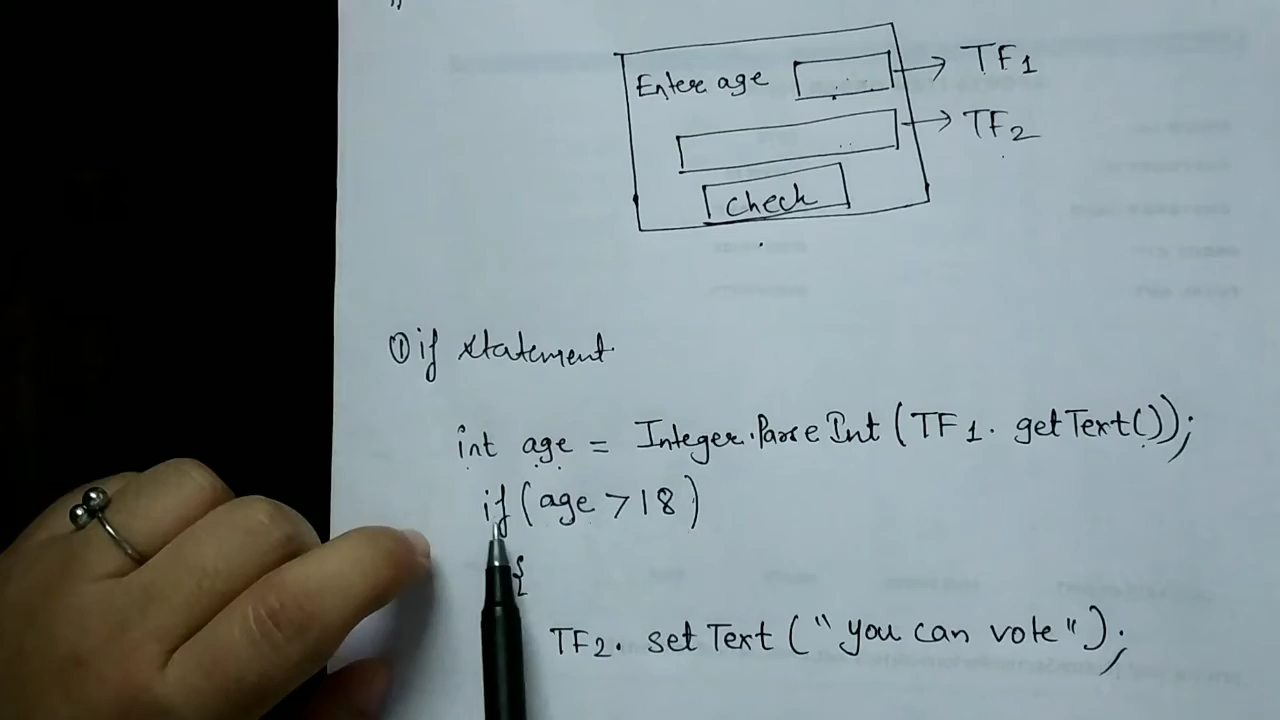 Enter age
TF1
TF2
check
① if statement
int age = Integer.ParseInt (TF1. getText());
if (age > 18)
{
TF2. setText ("you can vote");